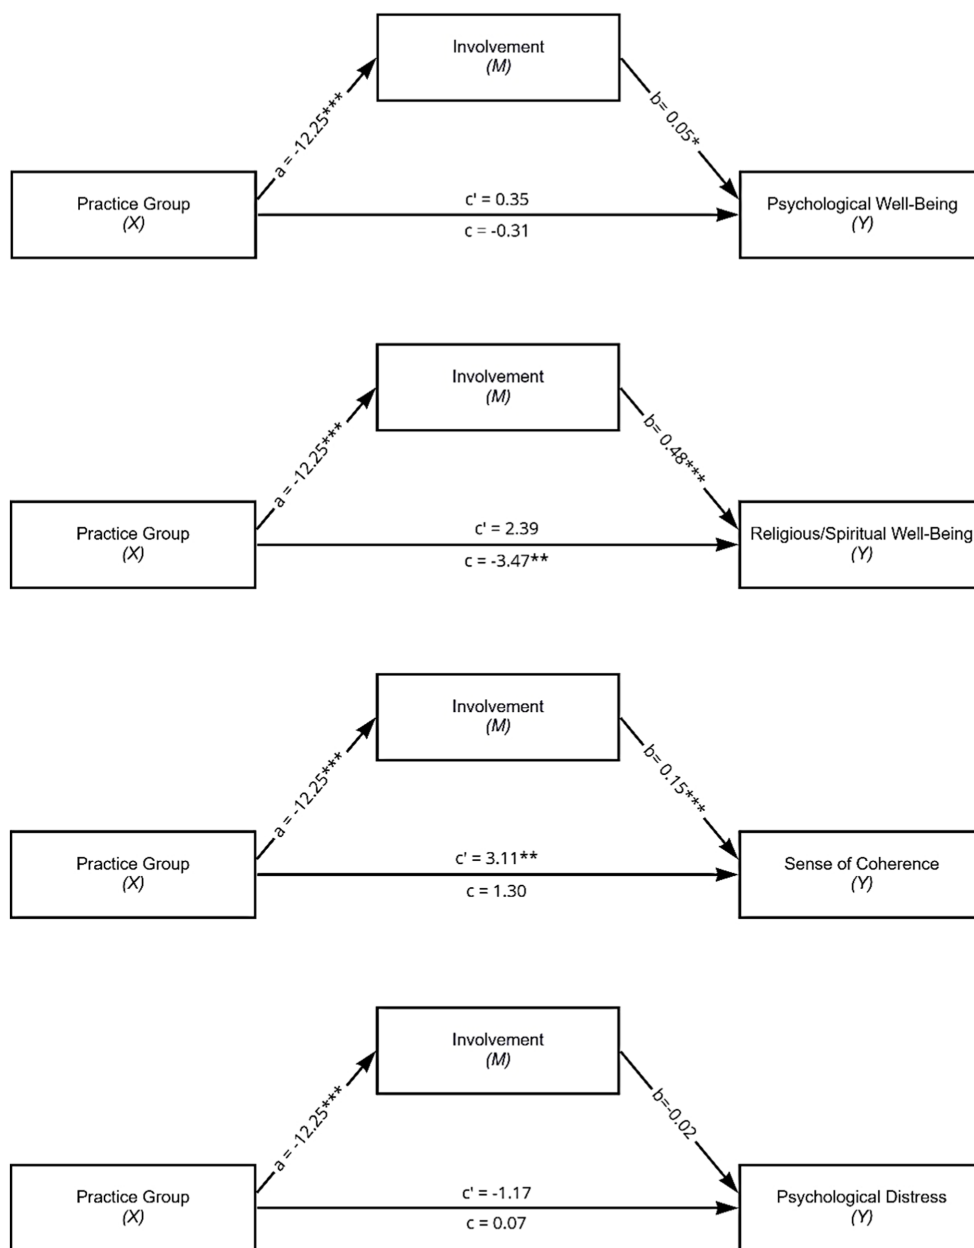 Involvement
(M)
a = -12.25***
b= 0.05*
Practice Group
(X)
c' = 0.35
c = -0.31
Psychological Well-Being
(Y)
Involvement
(M)
a = -12.25***
b= 0.48***
Practice Group
(X)
c' = 2.39
c = -3.47**
Religious/Spiritual Well-Being
(Y)
Involvement
(M)
a = -12.25***
b= 0.15***
Practice Group
(X)
c' = 3.11**
c = 1.30
Sense of Coherence
(Y)
Involvement
(M)
a = -12.25***
b=-0.02
Practice Group
(X)
c' = -1.17
c = 0.07
Psychological Distress
(Y)